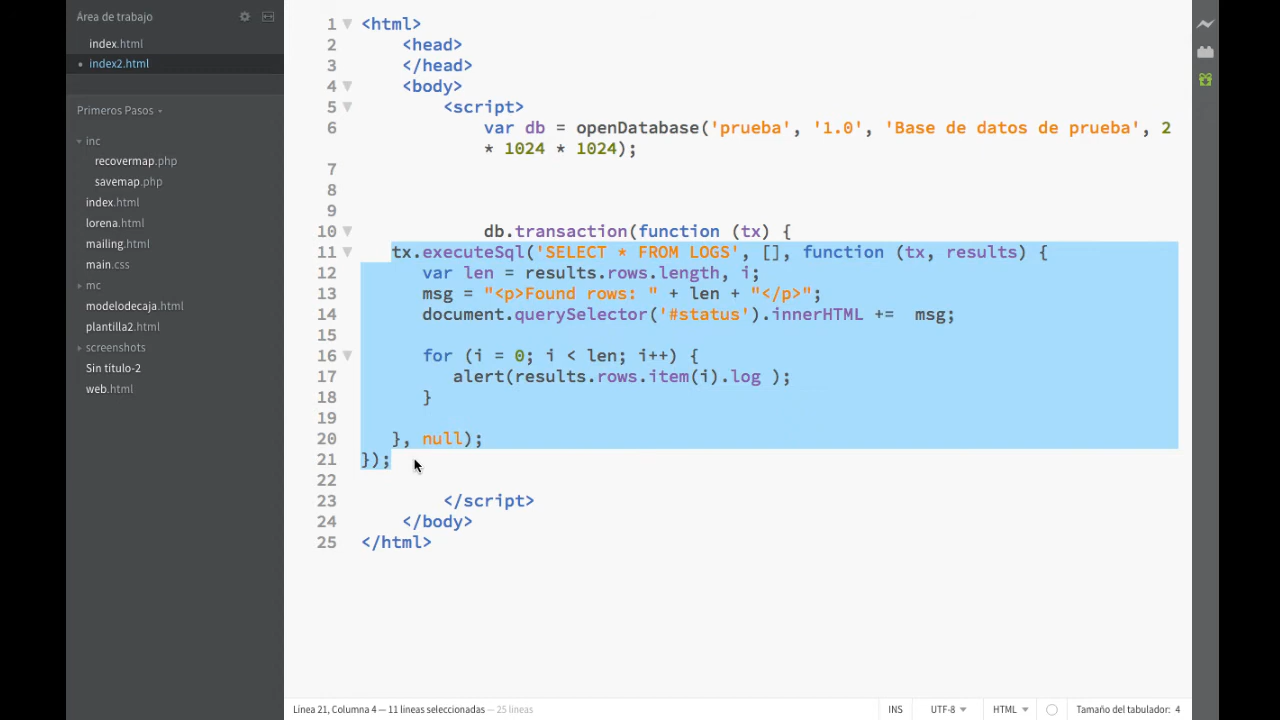 Área de trabajo
index.html
index2.html
Primeros Pasos
inc
recovermap.php
savemap.php
index.html
lorena.html
mailing.html
main.css
mc
modelodecaja.html
plantilla2.html
screenshots
Sin título-2
web.html
1 <html>
2 <head>
3 </head>
4 <body>
5 <script>
6 var db = openDatabase('prueba', '1.0', 'Base de datos de prueba', 2
* 1024 * 1024);
7
8
9
10 db.transaction(function (tx) {
11 tx.executeSql('SELECT * FROM LOGS', [], function (tx, results) {
12 var len = results.rows.length, i;
13 msg = "<p>Found rows: " + len + "</p>";
14 document.querySelector('#status').innerHTML +=  msg;
15
16 for (i = 0; i < len; i++) {
17 alert(results.rows.item(i).log );
18 }
19
20 }, null);
21 });
22
23 </script>
24 </body>
25 </html>
Línea 21, Columna 4 — 11 líneas seleccionadas — 25 líneas
INS
UTF-8
HTML
Tamaño del tabulador: 4